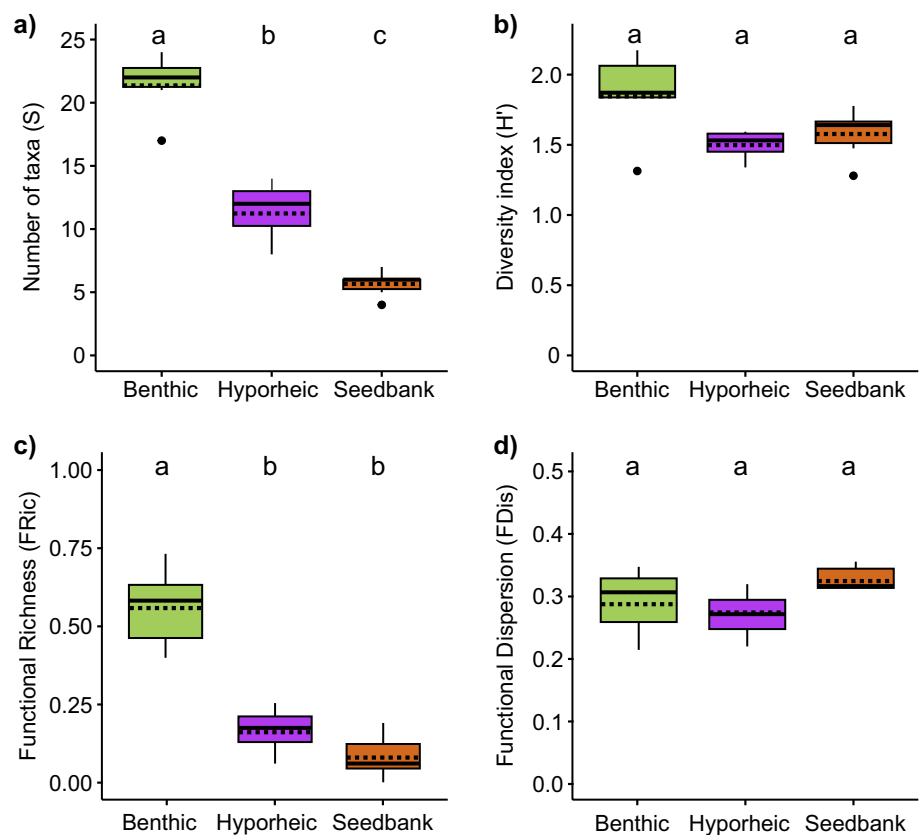 a)
Number of taxa (S)
25
20
15
10
5
0
a b c
Benthic Hyporheic Seedbank
b)
Diversity index (H')
2.0
1.5
1.0
0.5
0
a a a
Benthic Hyporheic Seedbank
c)
Functional Richness (FRic)
1.00
0.75
0.50
0.25
0.00
a b b
Benthic Hyporheic Seedbank
d)
Functional Dispersion (FDis)
0.5
0.4
0.3
0.2
0.1
0.0
a a a
Benthic Hyporheic Seedbank